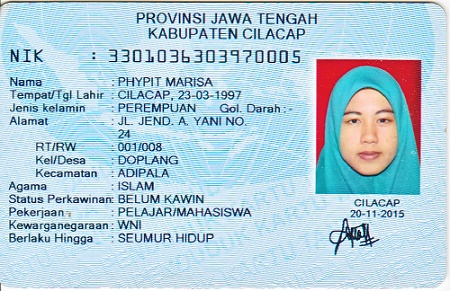 PROVINSI JAWA TENGAH
KABUPATEN CILACAP
NIK : 3301036303970005
Nama : PHYPIT MARISA
Tempat/Tgl Lahir : CILACAP, 23-03-1997
Jenis kelamin : PEREMPUAN Gol. Darah : -
Alamat : JL. JEND. A. YANI NO.
24
RT/RW : 001/008
Kel/Desa : DOPLANG
Kecamatan : ADIPALA
Agama : ISLAM
Status Perkawinan: BELUM KAWIN
Pekerjaan : PELAJAR/MAHASISWA
Kewarganegaraan: WNI
Berlaku Hingga : SEUMUR HIDUP
CILACAP
20-11-2015